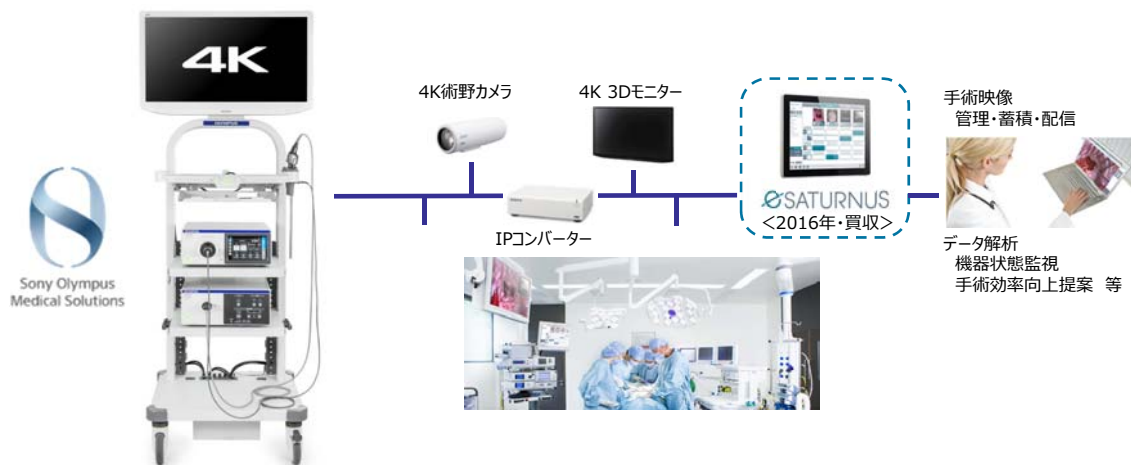 4K
OLYMPUS
Sony Olympus
Medical Solutions
4K術野カメラ
4K 3Dモニター
IPコンバーター
eSATURNUS
<2016年・買収>
手術映像
管理・蓄積・配信
データ解析
機器状態監視
手術効率向上提案 等